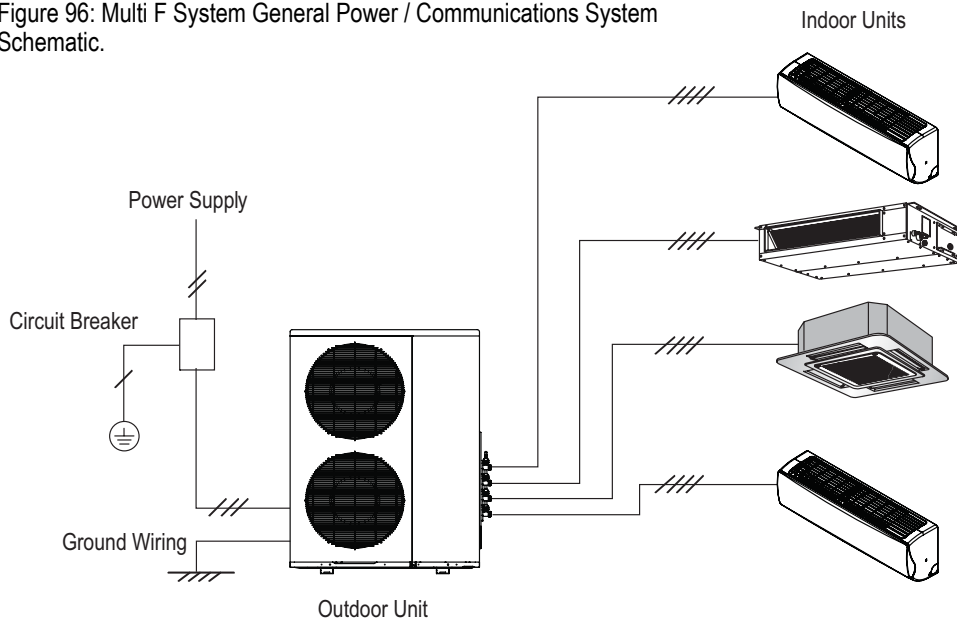 Figure 96: Multi F System General Power / Communications System
Schematic.
Indoor Units
Power Supply
Circuit Breaker
Ground Wiring
Outdoor Unit